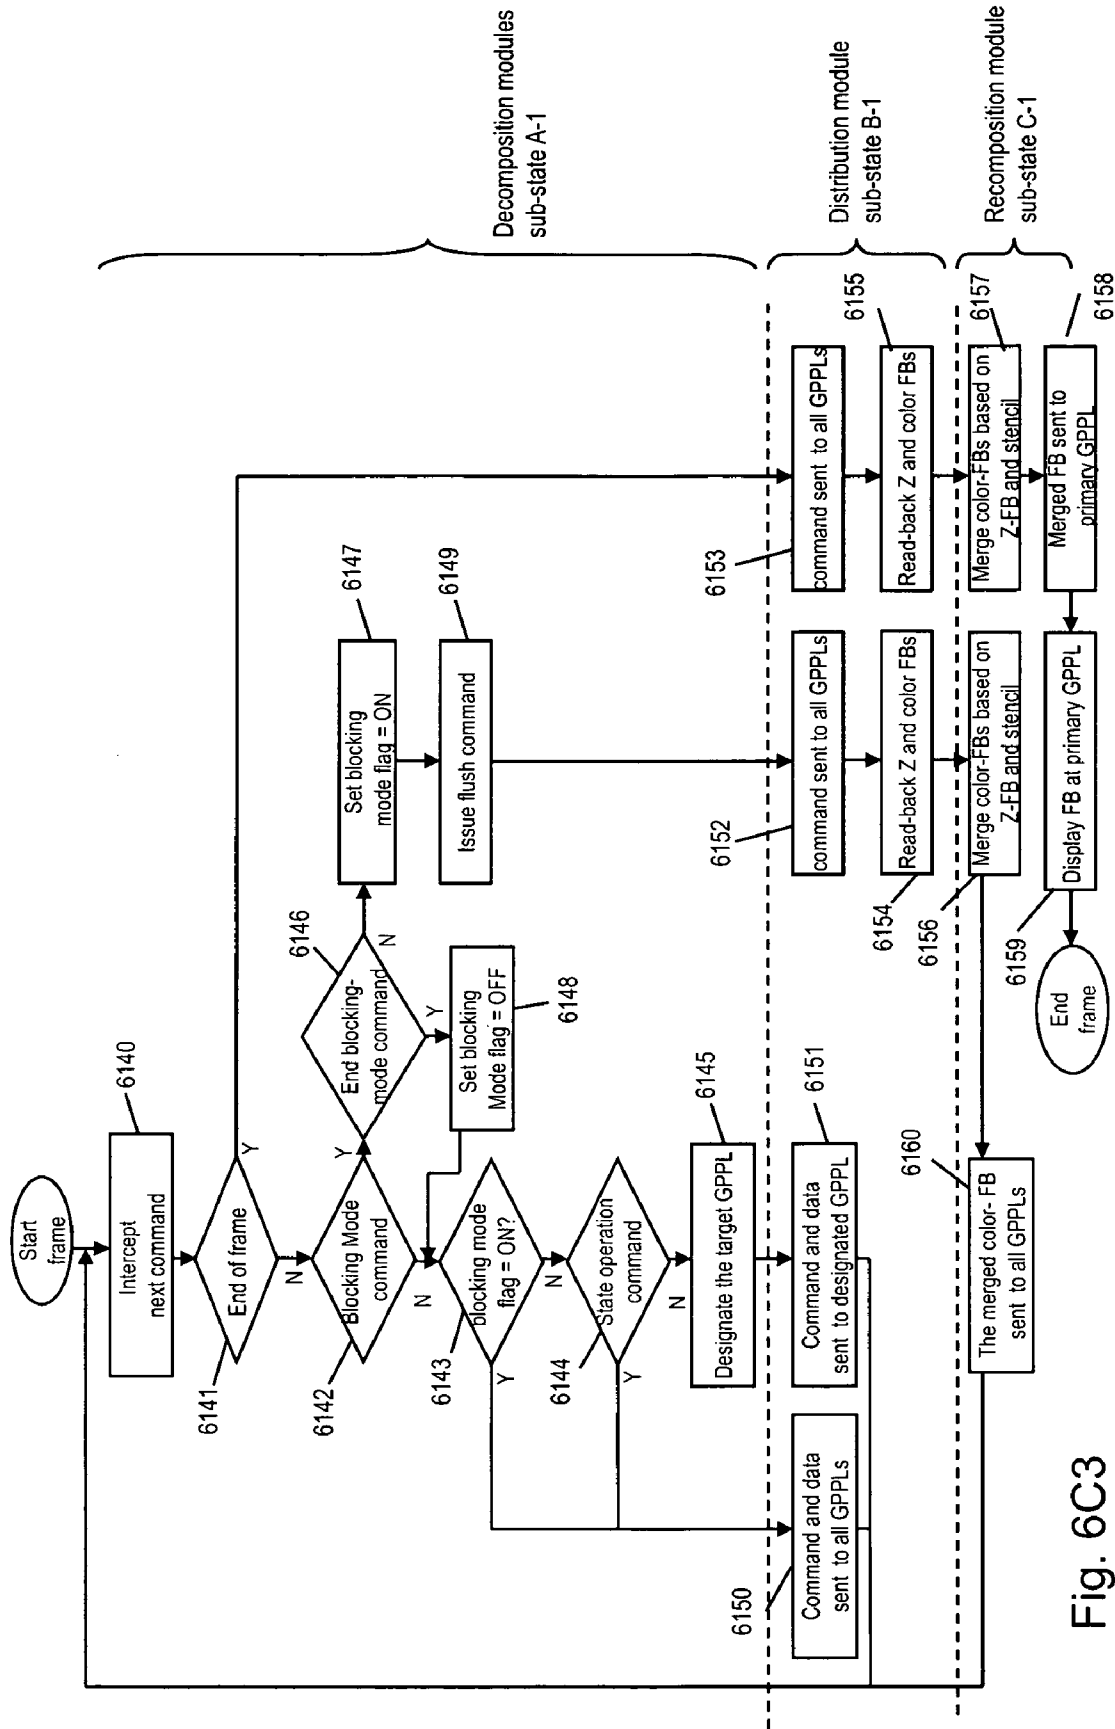 Start
frame
Intercept
next command
6140
End of frame
6141
Y
N
Blocking Mode
command
6142
Y
N
End blocking-
mode command
6146
N
Y
Set blocking
mode flag = ON
6147
Issue flush command
6149
Set blocking
Mode flag = OFF
6148
blocking mode
flag = ON?
6143
Y
N
State operation
command
6144
Y
N
Designate the target GPPL
6145
Decomposition modules
sub-state A-1
Command and data
sent to all GPPLs
6150
Command and data
sent to designated GPPL
6151
command sent to all GPPLs
6152
command sent to all GPPLs
6153
Read-back Z and color FBs
6154
Read-back Z and color FBs
6155
Distribution module
sub-state B-1
The merged color- FB
sent to all GPPLs
6160
Merge color-FBs based on
Z-FB and stencil
6156
Merge color-FBs based on
Z-FB and stencil
6157
Merged FB sent to
primary GPPL
6158
Display FB at primary GPPL
6159
End
frame
Recomposition module
sub-state C-1
Fig. 6C3